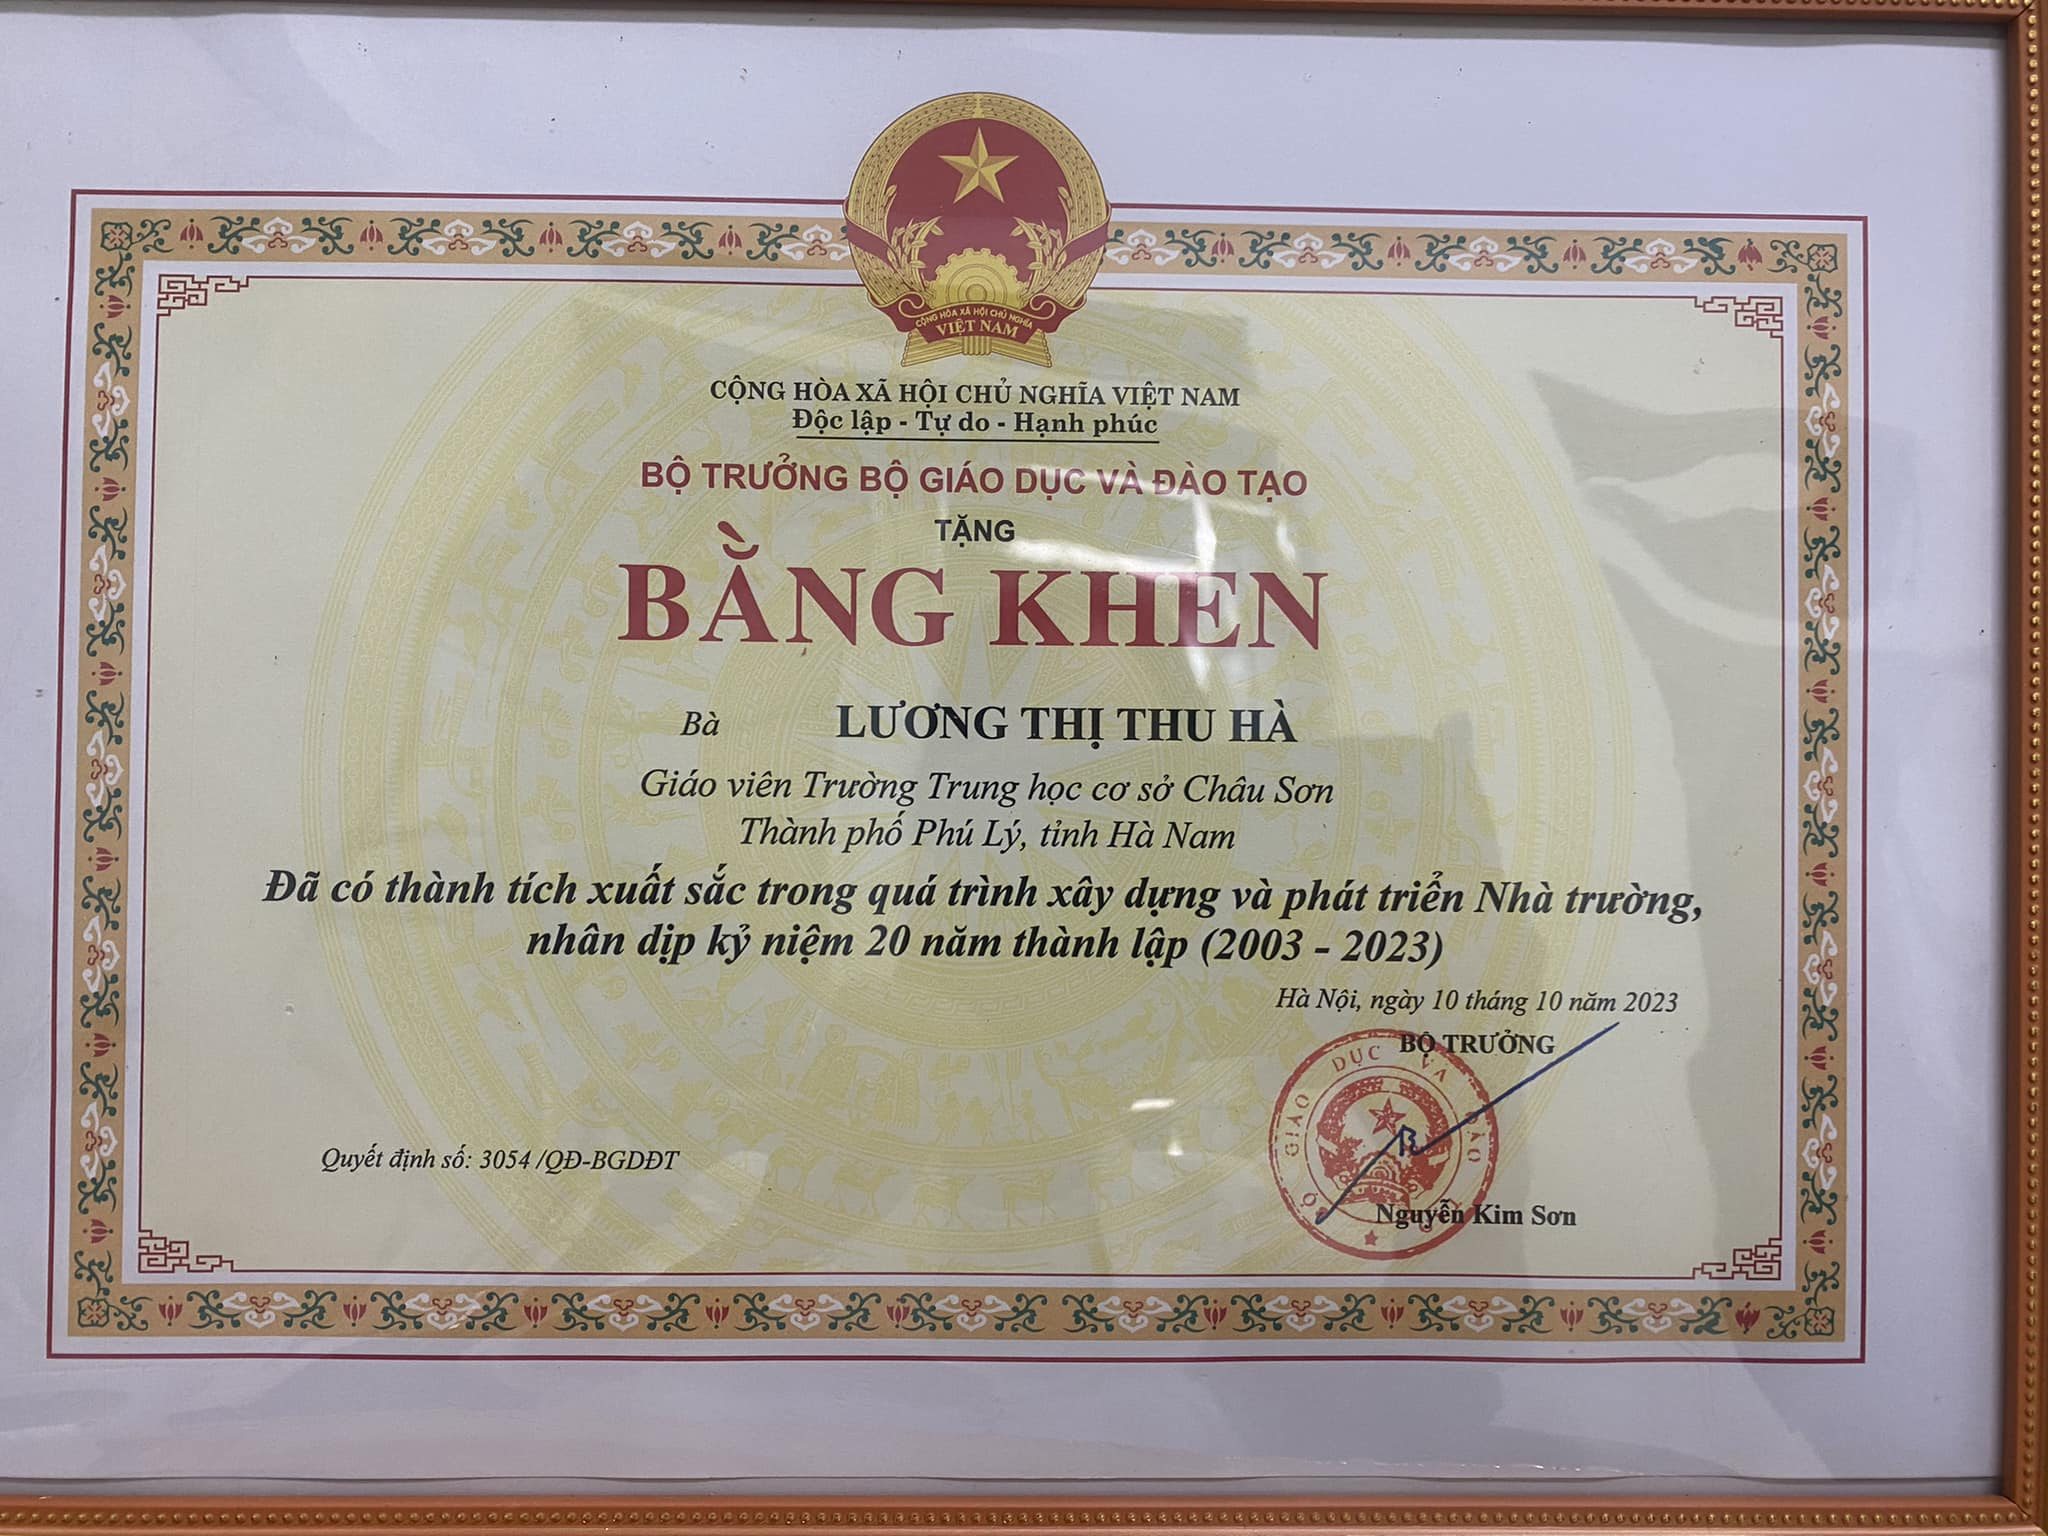 CỘNG HÒA XÃ HỘI CHỦ NGHĨA
VIỆT NAM
CỘNG HÒA XÃ HỘI CHỦ NGHĨA VIỆT NAM
Độc lập - Tự do - Hạnh phúc
BỘ TRƯỞNG BỘ GIÁO DỤC VÀ ĐÀO TẠO
TẶNG
BẰNG KHEN
Bà LƯƠNG THỊ THU HÀ
Giáo viên Trường Trung học cơ sở Châu Sơn
Thành phố Phú Lý, tỉnh Hà Nam
Đã có thành tích xuất sắc trong quá trình xây dựng và phát triển Nhà trường,
nhân dịp kỷ niệm 20 năm thành lập (2003 - 2023)
Hà Nội, ngày 10 tháng 10 năm 2023
BỘ TRƯỞNG
GIÁO DỤC VÀ
Quyết định số: 3054 /QĐ-BGDĐT
Nguyễn Kim Sơn